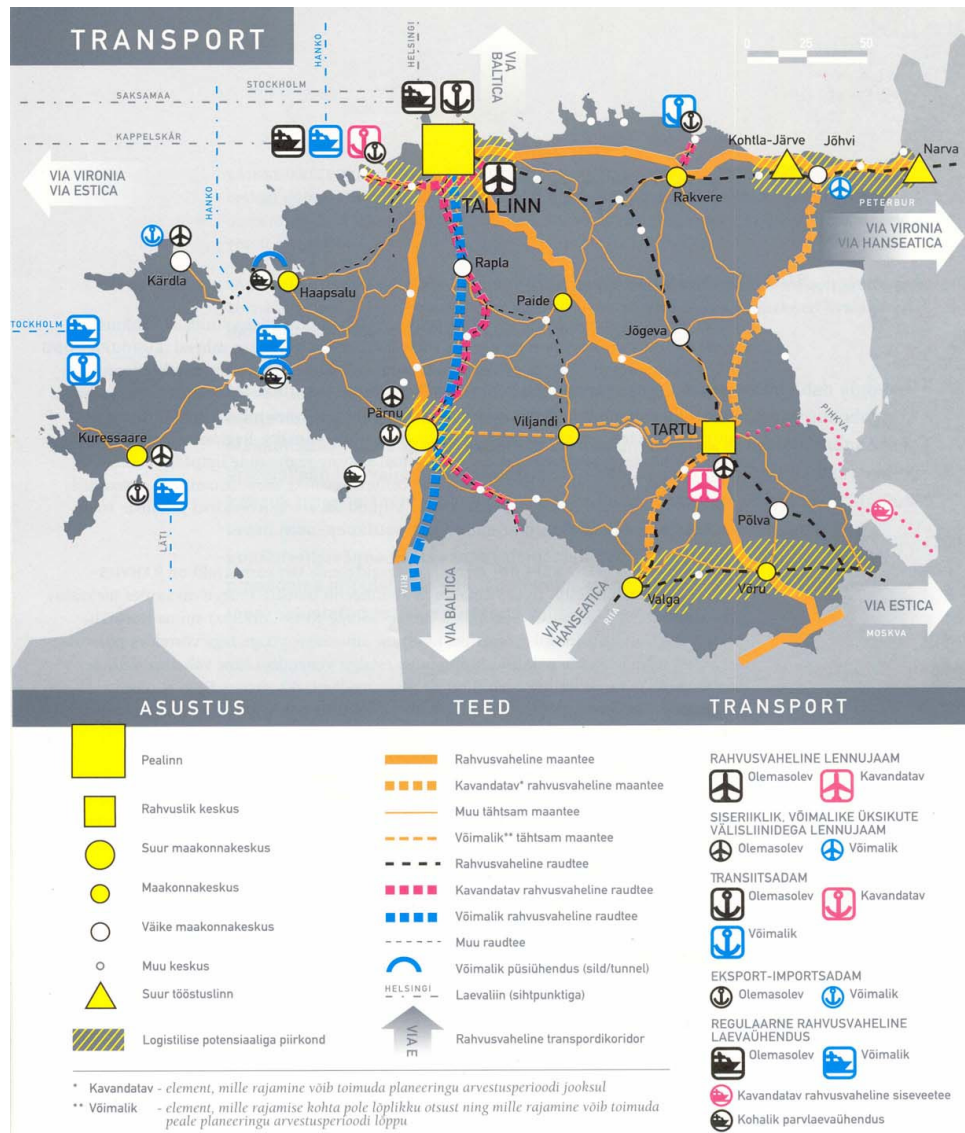 TRANSPORT
HELSINGI
HANKO
STOCKHOLM
SAKSAMAA
KAPPELSKÄR
VIA BALTICA
0 25 50
VIA VIRONIA
VIA ESTICA
HANKO
TALLINN
Rakvere
Kohtla-Järve
Jõhvi
Narva
PETERBUR
VIA VIRONIA
VIA HANSEATICA
Kärdla
Haapsalu
Rapla
Paide
Jõgeva
TOCKHOLM
Pärnu
Viljandi
TARTU
PIHKVA
Kuressaare
LÄTI
Põlva
RIIA
VIA BALTICA
VIA HANSEATICA
RIIA
Valga
Võru
VIA ESTICA
MOSKVA
ASUSTUS
Pealinn
Rahvuslik keskus
Suur maakonnakeskus
Maakonnakeskus
Väike maakonnakeskus
Muu keskus
Suur tööstuslinn
Logistilise potensiaaliga piirkond
TEED
Rahvusvaheline maantee
Kavandatav* rahvusvaheline maantee
Muu tähtsam maantee
Võimalik** tähtsam maantee
Rahvusvaheline raudtee
Kavandatav rahvusvaheline raudtee
Võimalik rahvusvaheline raudtee
Muu raudtee
Võimalik püsiühendus (sild/tunnel)
HELSINGI
Laevaliin (sihtpunktiga)
VIA E
Rahvusvaheline transpordikoridor
TRANSPORT
RAHVUSVAHELINE LENNUJAAM
Olemasolev Kavandatav
SISERIIKLIK, VÕIMALIKE ÜKSIKUTE
VÄLISLIINIDEGA LENNUJAAM
Olemasolev Võimalik
TRANSIITSADAM
Olemasolev Kavandatav
Võimalik
EKSPORT-IMPORTSADAM
Olemasolev Võimalik
REGULAARNE RAHVUSVAHELINE
LAEVAÜHENDUS
Olemasolev Võimalik
Kavandatav rahvusvaheline siseveetee
Kohalik parvlaevaühendus
* Kavandatav - element, mille rajamine võib toimuda planeeringu arvestusperioodi jooksul
** Võimalik - element, mille rajamise kohta pole lõplikku otsust ning mille rajamine võib toimuda
peale planeeringu arvestusperioodi lõppu